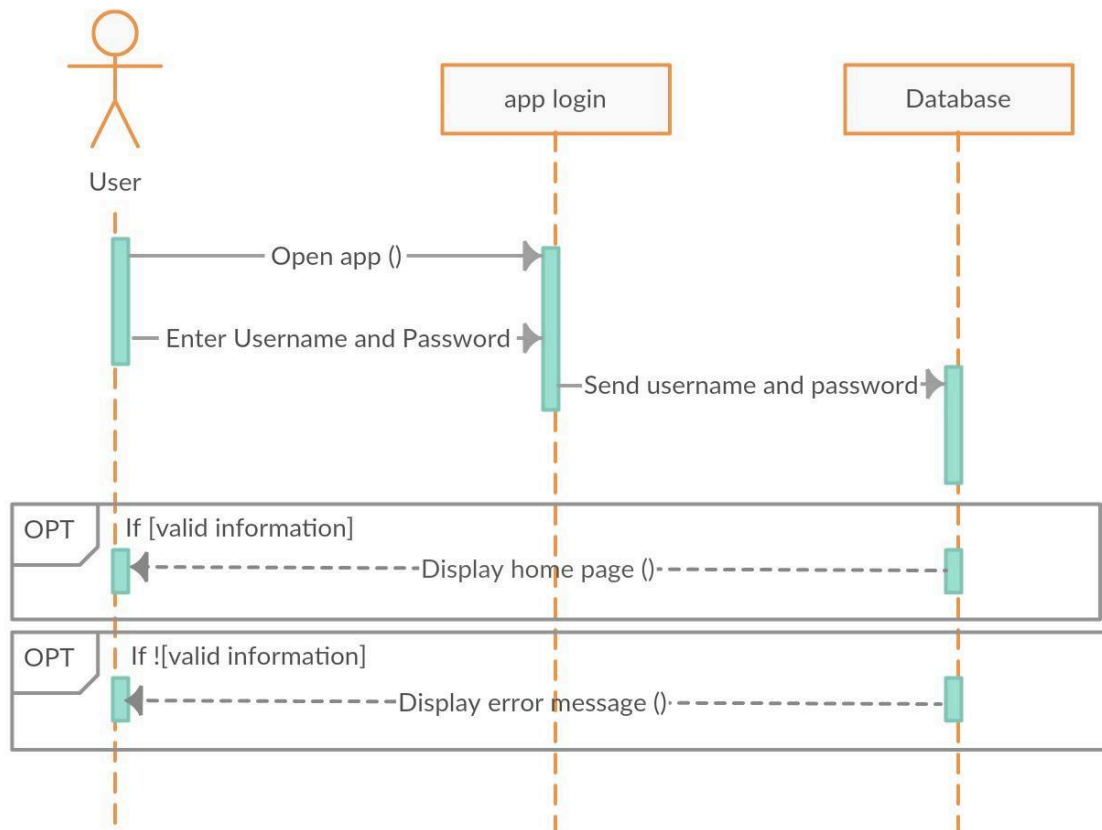 app login
Database
User
Open app ()
Enter Username and Password
Send username and password
OPT
If [valid information]
Display home page ()
OPT
If ![valid information]
Display error message ()